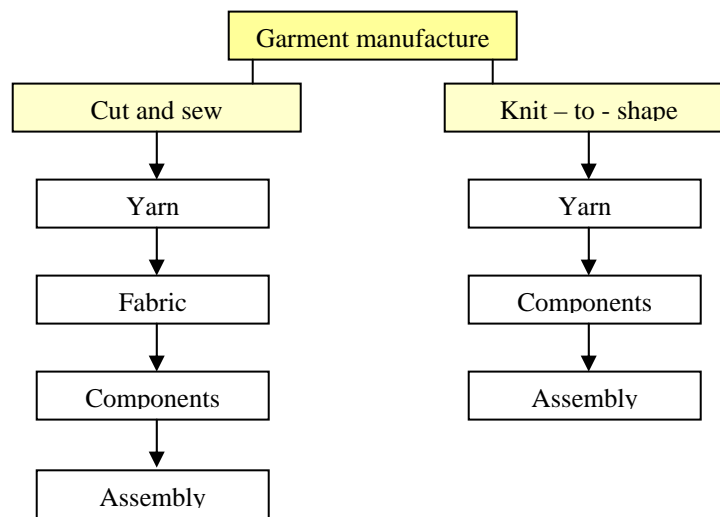 Garment manufacture
Cut and sew
Knit – to - shape
Yarn
Yarn
Fabric
Components
Components
Assembly
Assembly